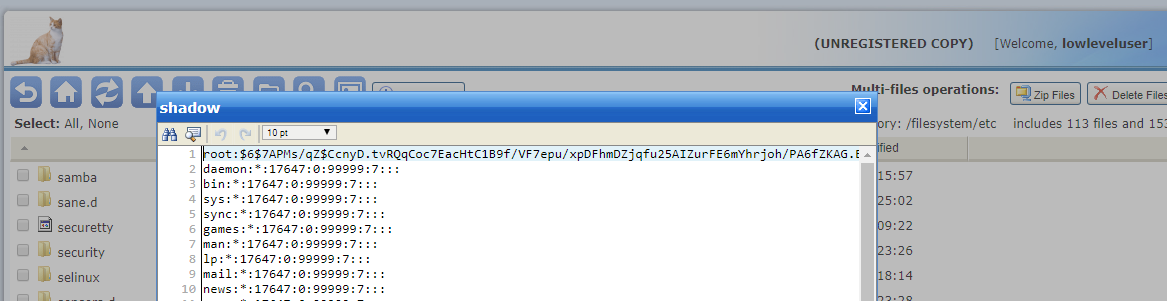 (UNREGISTERED COPY) [Welcome, lowleveluser]
Multi-files operations: Zip Files Delete Files
shadow
Select: All, None
10 pt
/filesystem/etc includes 113 files and 153
1 root:$6$7APMs/qZ$CcnyD.tvRQqCoc7EacHtC1B9f/VF7epu/xpDFhmDZjqfu25AIZurFE6mYhrjoh/PA6fZKAG.E
2 daemon:*:17647:0:99999:7:::
3 bin:*:17647:0:99999:7:::
4 sys:*:17647:0:99999:7:::
5 sync:*:17647:0:99999:7:::
6 games:*:17647:0:99999:7:::
7 man:*:17647:0:99999:7:::
8 lp:*:17647:0:99999:7:::
9 mail:*:17647:0:99999:7:::
10 news:*:17647:0:99999:7:::
samba
sane.d
securetty
security
selinux
ified
15:57
25:02
09:22
23:26
18:14
23:28